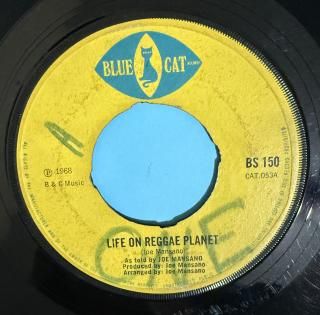 BLUE CAT
A
℗ 1968
B & C Music
BS 150
CAT.053A
LIFE ON REGGAE PLANET
(Joe Mansano)
As told by JOE MANSANO
Produced by: Joe Mansano
Arranged by: Joe Mansano